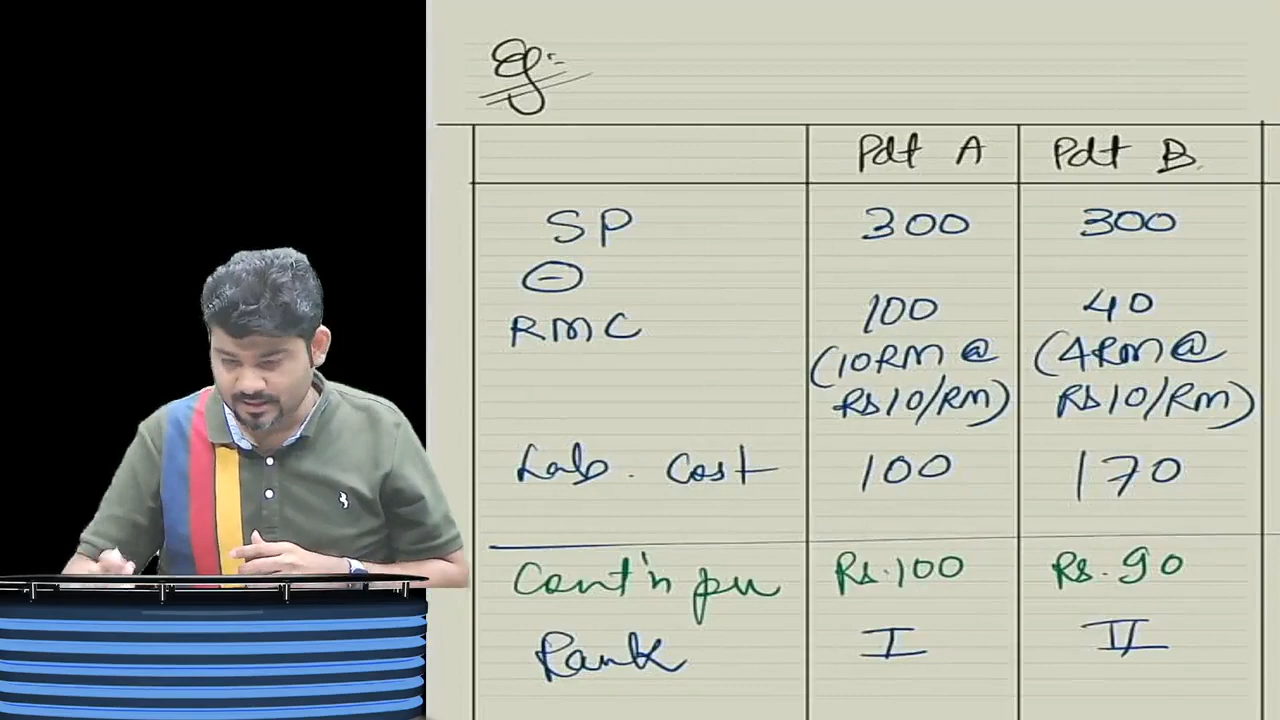 Eg:-
Pdt A Pdt B
SP 300 300
⊖
RMC 100 40
(10RM @ (4RM @
Rs10/RM) Rs10/RM)
Lab. Cost 100 170
Cont'n pu Rs.100 Rs.90
Rank I II